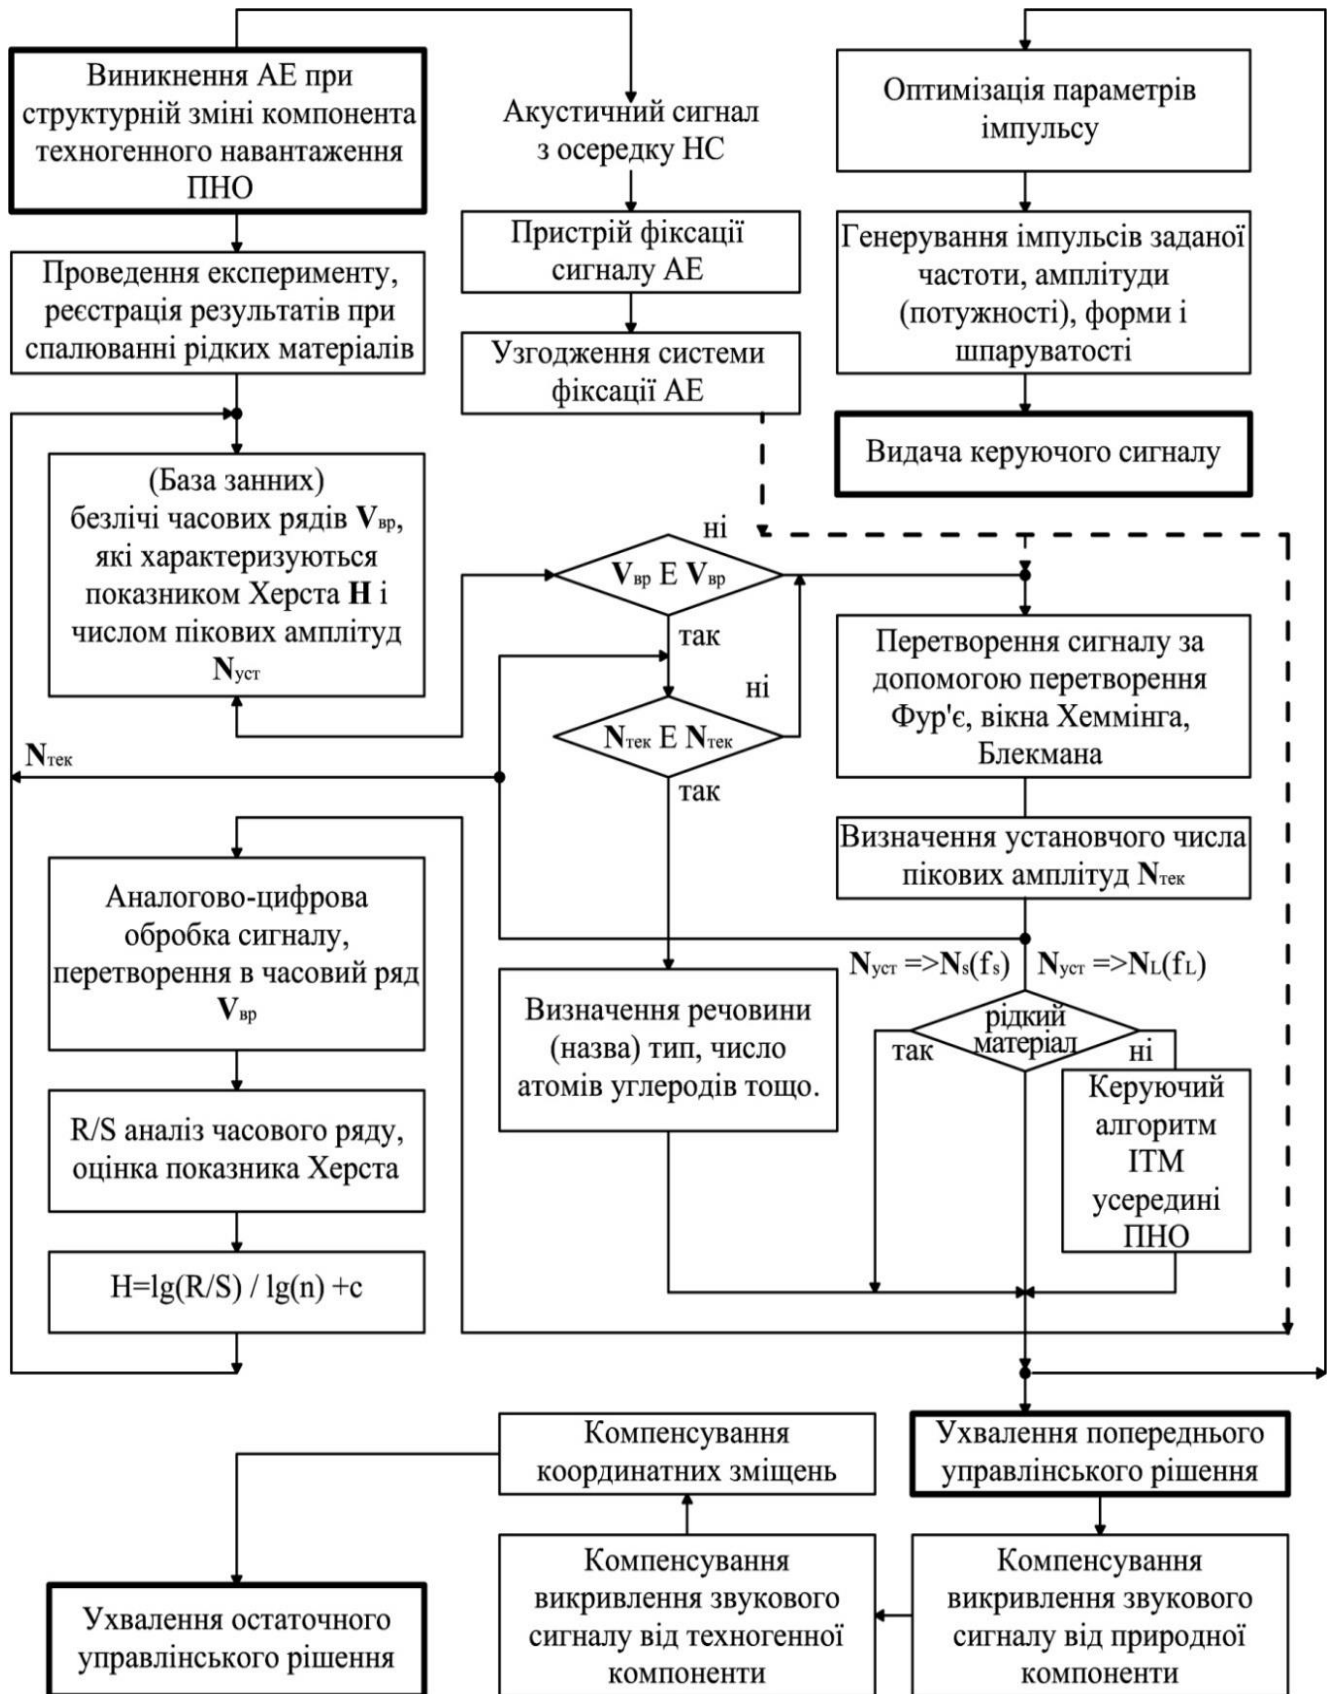 Виникнення АЕ при
структурній зміні компонента
техногенного навантаження
ПНО
Акустичний сигнал
з осередку НС
Оптимізація параметрів
імпульсу
Проведення експерименту,
реєстрація результатів при
спалюванні рідких матеріалів
Пристрій фіксації
сигналу АЕ
Узгодження системи
фіксації АЕ
Генерування імпульсів заданої
частоти, амплітуди
(потужності), форми і
шпаруватості
Видача керуючого сигналу
(База занних)
безлічі часових рядів Vвр,
які характеризуються
показником Херста H і
числом пікових амплітуд
Nуст
ні
Vвр Е Vвр
так
ні
Nтек Е Nтек
так
Nтек
Перетворення сигналу за
допомогою перетворення
Фур'є, вікна Хеммінга,
Блекмана
Визначення установчого числа
пікових амплітуд Nтек
Nуст =>Ns(fs)
Nуст =>NL(fL)
рідкий
матеріал
так
ні
Керуючий
алгоритм
ІТМ
усередині
ПНО
Аналогово-цифрова
обробка сигналу,
перетворення в часовий ряд
Vвр
Визначення речовини
(назва) тип, число
атомів углеродів тощо.
R/S аналіз часового ряду,
оцінка показника Херста
H=lg(R/S) / lg(n) +c
Компенсування
координатних зміщень
Ухвалення попереднього
управлінського рішення
Ухвалення остаточного
управлінського рішення
Компенсування
викривлення звукового
сигналу від техногенної
компоненти
Компенсування
викривлення звукового
сигналу від природної
компоненти